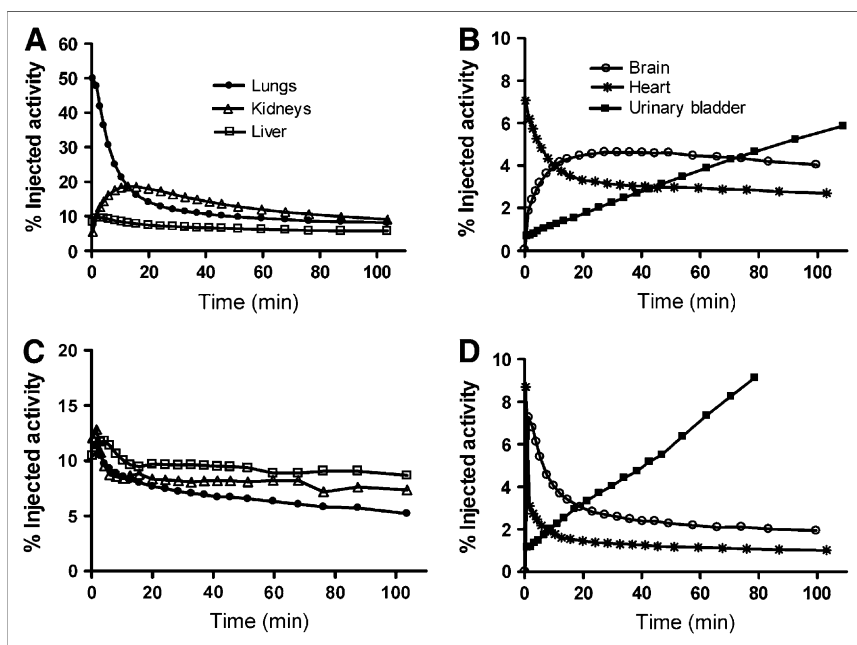 A
% Injected activity
60
50
40
30
20
10
0
Lungs
Kidneys
Liver
0 20 40 60 80 100
Time (min)
B
% Injected activity
10
8
6
4
2
0
Brain
Heart
Urinary bladder
0 20 40 60 80 100
Time (min)
C
% Injected activity
20
15
10
5
0
0 20 40 60 80 100
Time (min)
D
% Injected activity
10
8
6
4
2
0
0 20 40 60 80 100
Time (min)